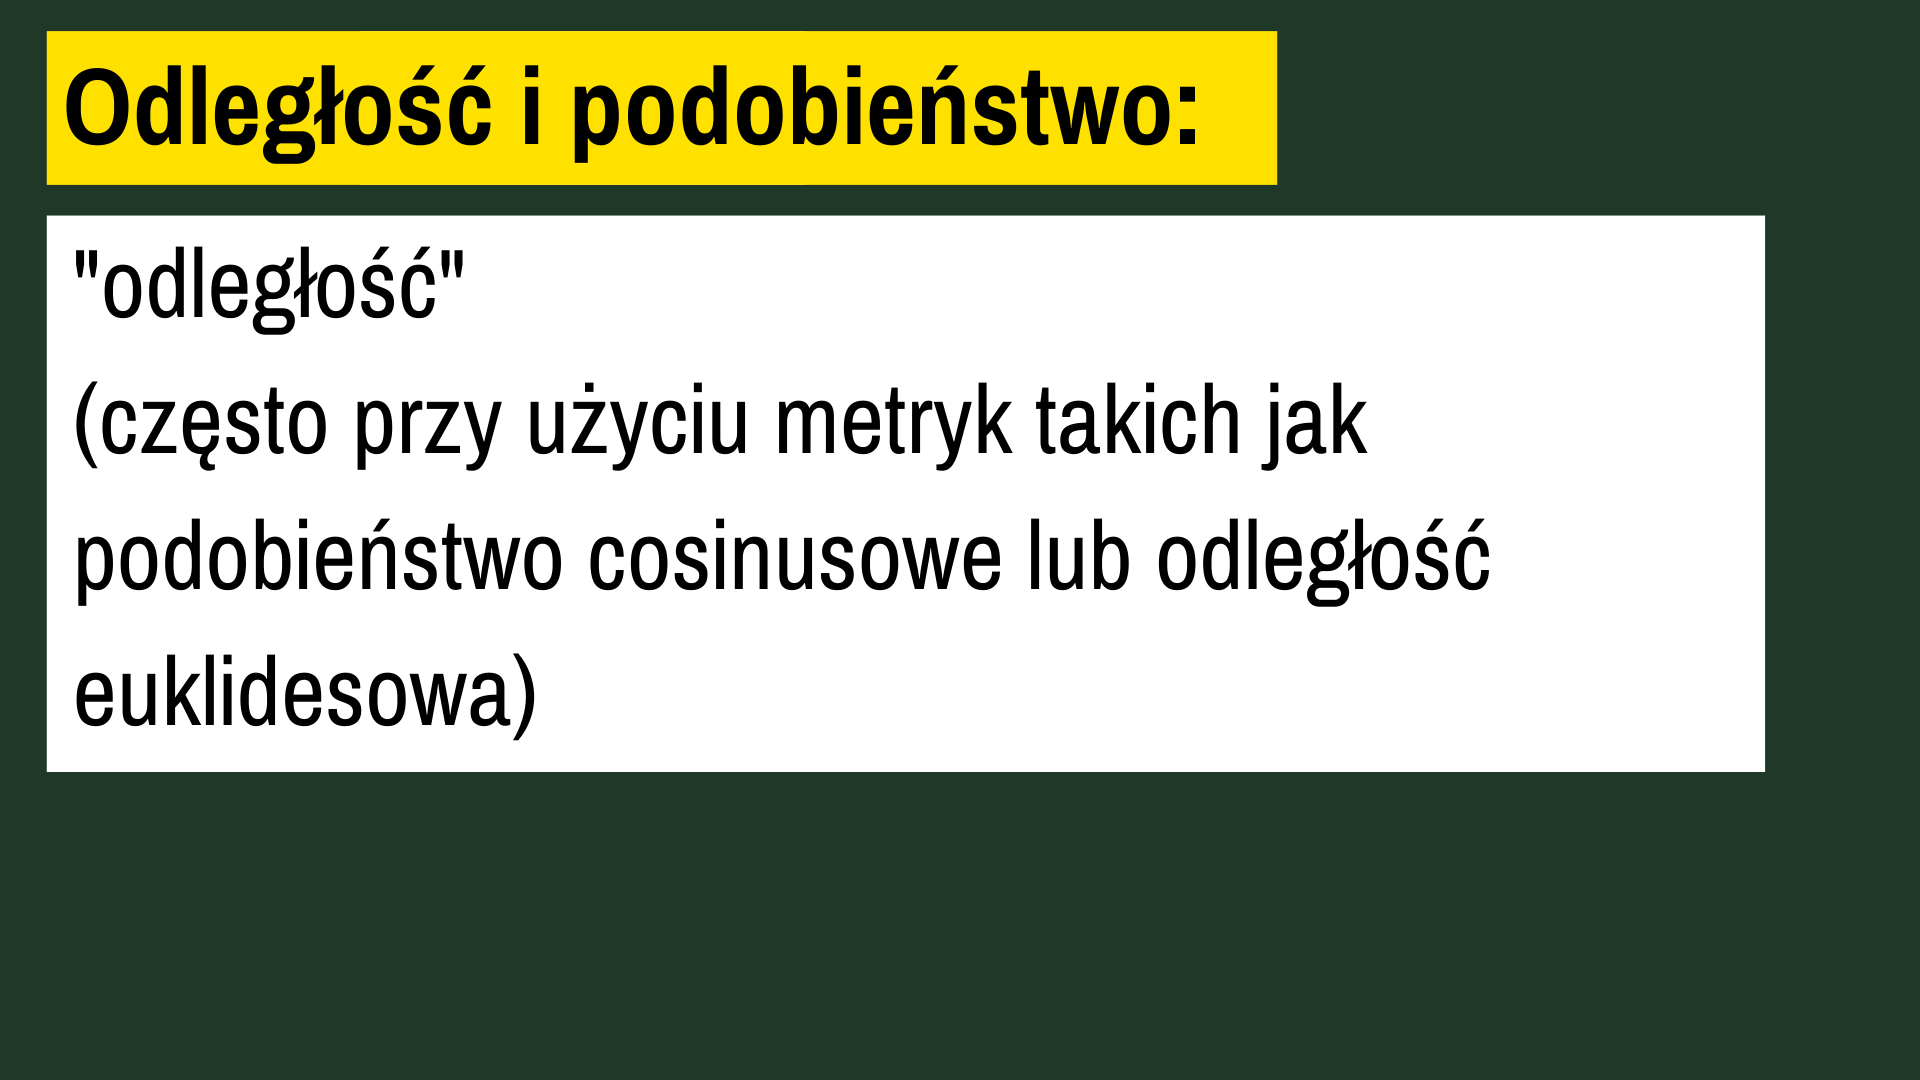 Odległość i podobieństwo:
"odległość"
(często przy użyciu metryk takich jak
podobieństwo cosinusowe lub odległość
euklidesowa)